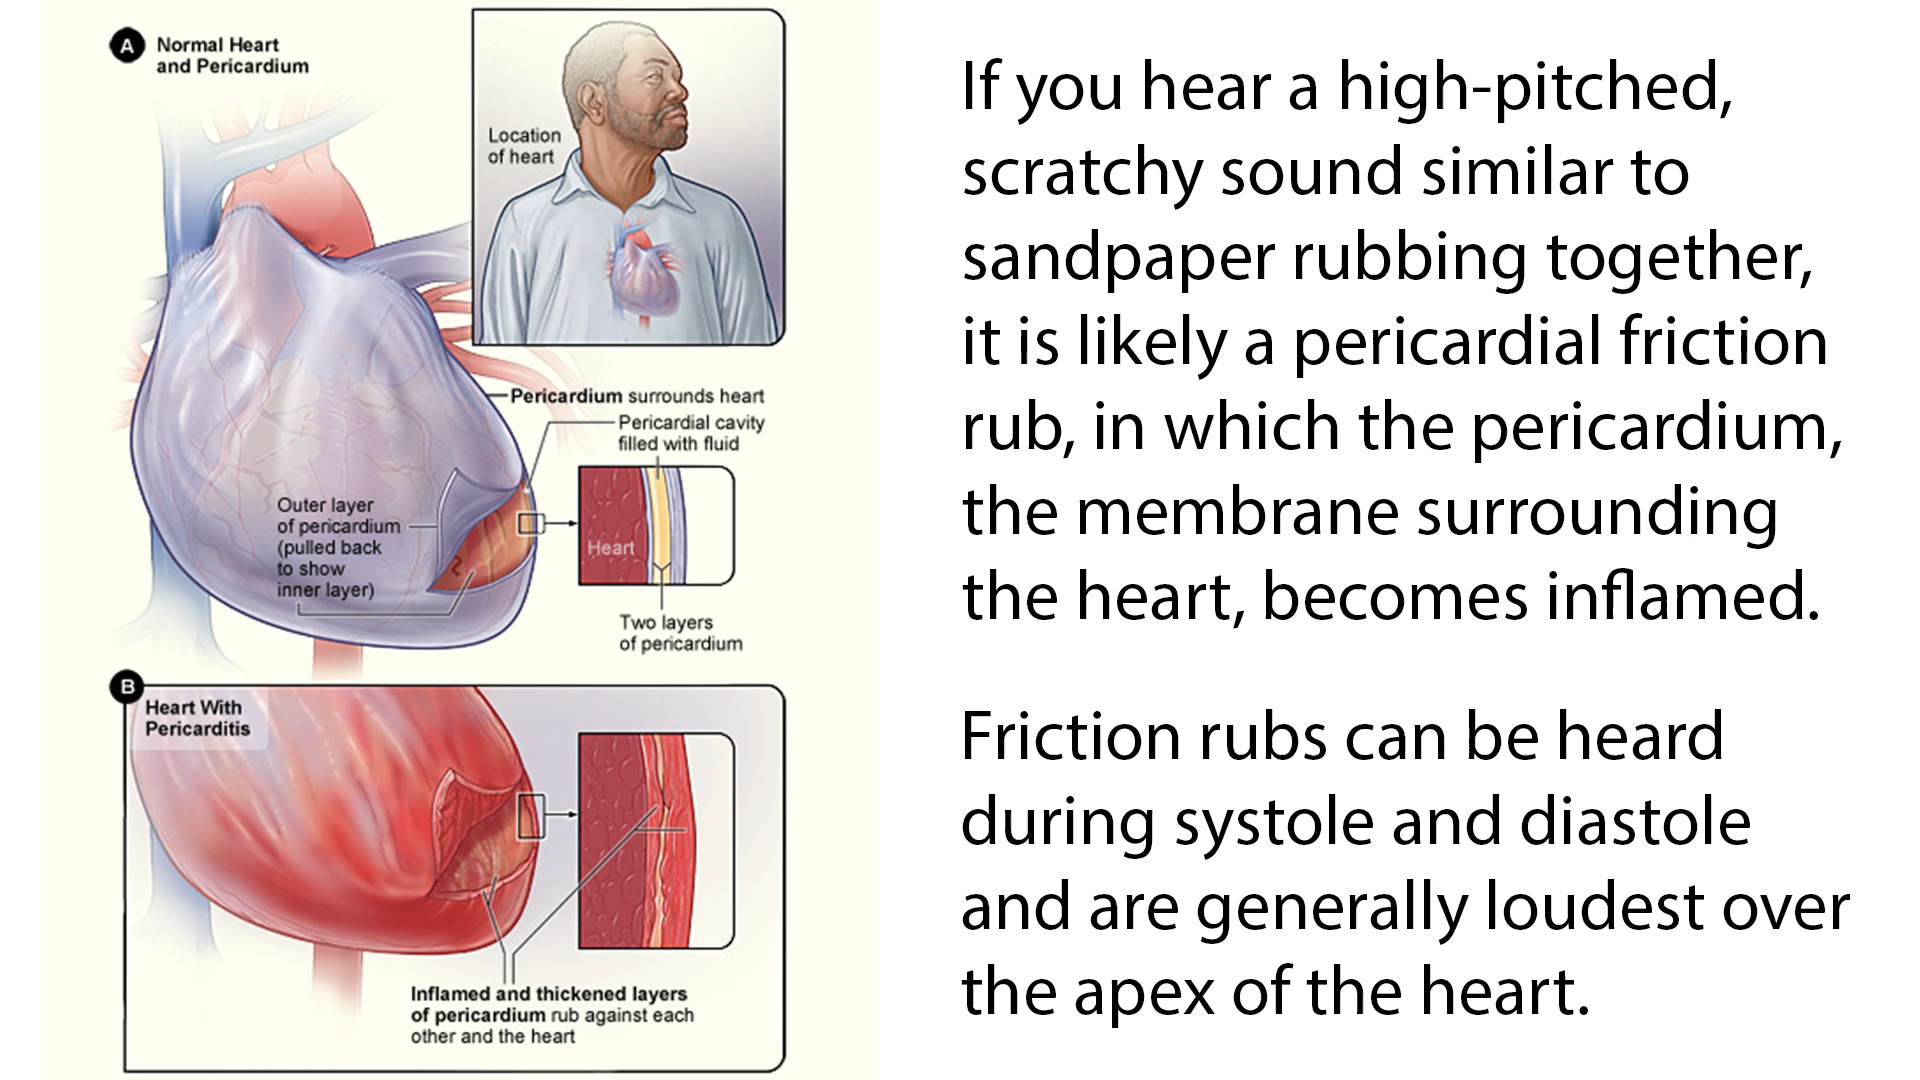 A
Normal Heart
and Pericardium
Location
of heart
Pericardium surrounds heart
Pericardial cavity
filled with fluid
Outer layer
of pericardium
(pulled back
to show
inner layer)
Heart
Two layers
of pericardium
B
Heart With
Pericarditis
Inflamed and thickened layers
of pericardium rub against each
other and the heart
If you hear a high-pitched,
scratchy sound similar to
sandpaper rubbing together,
it is likely a pericardial friction
rub, in which the pericardium,
the membrane surrounding
the heart, becomes inflamed.
Friction rubs can be heard
during systole and diastole
and are generally loudest over
the apex of the heart.